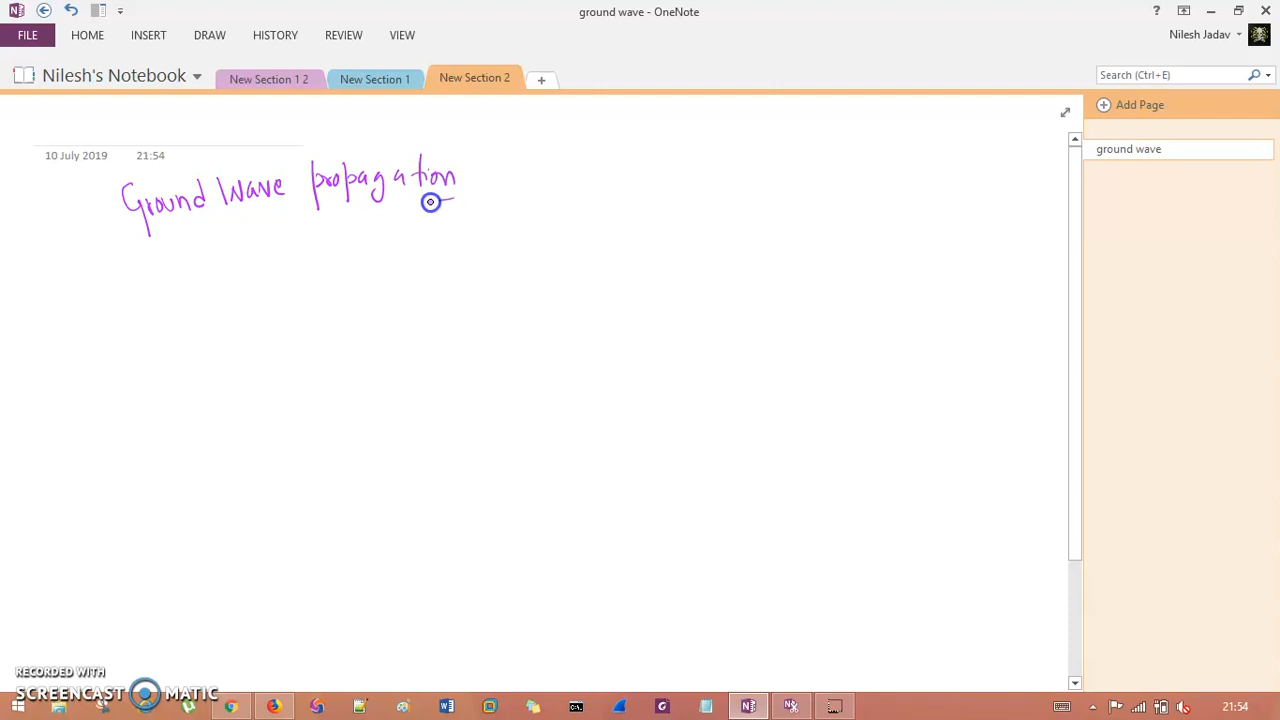 ground wave - OneNote
?
FILE
HOME
INSERT
DRAW
HISTORY
REVIEW
VIEW
Nilesh Jadav
Nilesh's Notebook
New Section 1 2
New Section 1
New Section 2
Search (Ctrl+E)
Add Page
ground wave
10 July 2019 21:54
Ground Wave propagation
RECORDED WITH
SCREENCAST MATIC
21:54